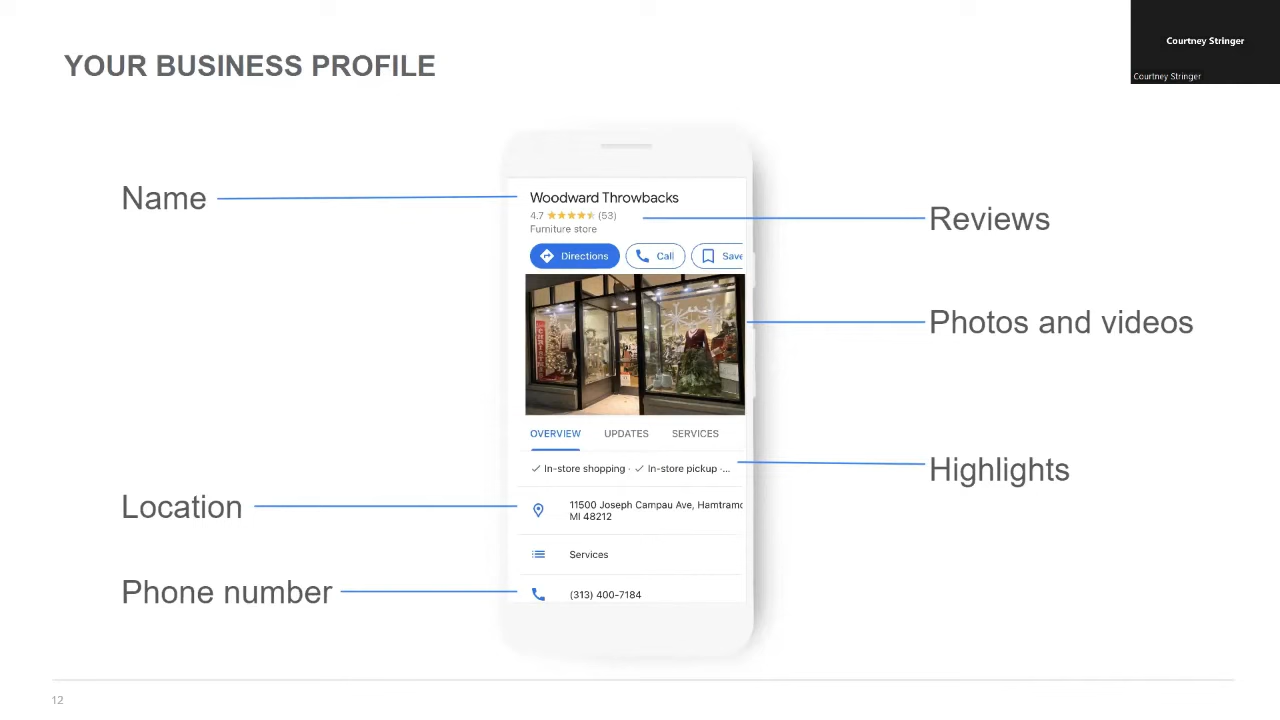 YOUR BUSINESS PROFILE
Courtney Stringer
Courtney Stringer
Name
Woodward Throwbacks
4.7 (53)
Furniture store
Reviews
Directions
Call
Save
Photos and videos
CHRISTMAS
OVERVIEW
UPDATES
SERVICES
In-store shopping · In-store pickup ·...
Highlights
Location
11500 Joseph Campau Ave, Hamtramc
MI 48212
Services
Phone number
(313) 400-7184
12